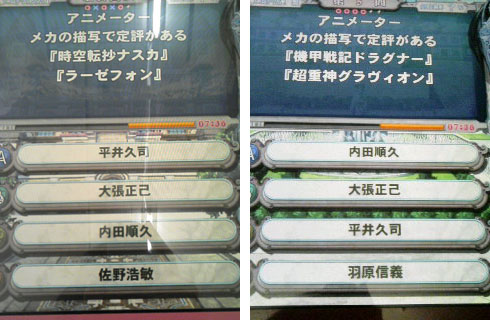 アニメーター
メカの描写で定評がある
『時空転抄ナスカ』
『ラーゼフォン』
07:30
A
平井久司
大張正己
内田順久
佐野浩敏
アニメーター
メカの描写で定評がある
『機甲戦記ドラグナー』
『超重神グラヴィオン』
07:30
内田順久
大張正己
平井久司
羽原信義